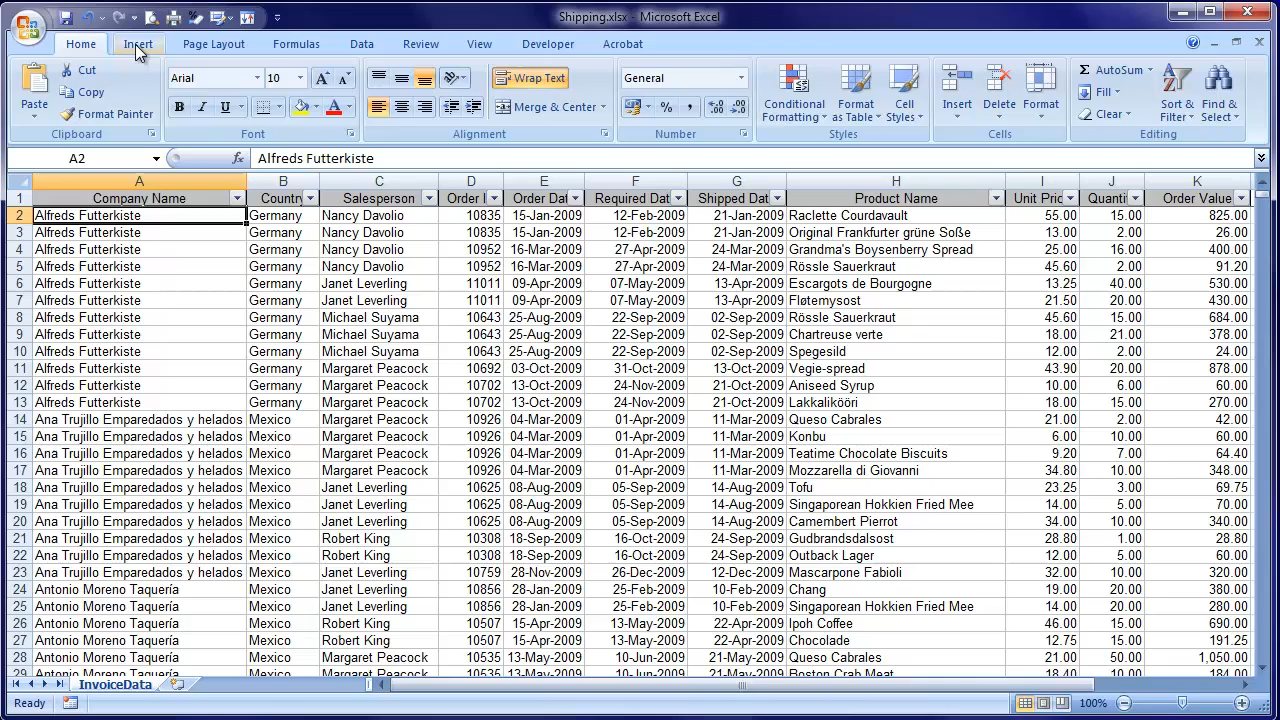 Shipping.xlsx - Microsoft Excel
Home Insert Page Layout Formulas Data Review View Developer Acrobat
Paste Cut Copy Format Painter Clipboard
Arial 10 B I U A Font
Wrap Text Merge & Center Alignment
General % , Number
Conditional Formatting Format as Table Cell Styles Styles
Insert Delete Format Cells
AutoSum Fill Clear Sort & Filter Find & Select Editing
A2 fx Alfreds Futterkiste
A B C D E F G H I J K
1 Company Name Country Salesperson Order I Order D Required Dat Shipped Dat Product Name Unit Pric Quanti Order Value
2 Alfreds Futterkiste Germany Nancy Davolio 10835 15-Jan-2009 12-Feb-2009 21-Jan-2009 Raclette Courdavault 55.00 15.00 825.00
3 Alfreds Futterkiste Germany Nancy Davolio 10835 15-Jan-2009 12-Feb-2009 21-Jan-2009 Original Frankfurter grüne Soße 13.00 2.00 26.00
4 Alfreds Futterkiste Germany Nancy Davolio 10952 16-Mar-2009 27-Apr-2009 24-Mar-2009 Grandma's Boysenberry Spread 25.00 16.00 400.00
5 Alfreds Futterkiste Germany Nancy Davolio 10952 16-Mar-2009 27-Apr-2009 24-Mar-2009 Rössle Sauerkraut 45.60 2.00 91.20
6 Alfreds Futterkiste Germany Janet Leverling 11011 09-Apr-2009 07-May-2009 13-Apr-2009 Escargots de Bourgogne 13.25 40.00 530.00
7 Alfreds Futterkiste Germany Janet Leverling 11011 09-Apr-2009 07-May-2009 13-Apr-2009 Fløtemysost 21.50 20.00 430.00
8 Alfreds Futterkiste Germany Michael Suyama 10643 25-Aug-2009 22-Sep-2009 02-Sep-2009 Rössle Sauerkraut 45.60 15.00 684.00
9 Alfreds Futterkiste Germany Michael Suyama 10643 25-Aug-2009 22-Sep-2009 02-Sep-2009 Chartreuse verte 18.00 21.00 378.00
10 Alfreds Futterkiste Germany Michael Suyama 10643 25-Aug-2009 22-Sep-2009 02-Sep-2009 Spegesild 12.00 2.00 24.00
11 Alfreds Futterkiste Germany Margaret Peacock 10692 03-Oct-2009 31-Oct-2009 13-Oct-2009 Vegie-spread 43.90 20.00 878.00
12 Alfreds Futterkiste Germany Margaret Peacock 10702 13-Oct-2009 24-Nov-2009 21-Oct-2009 Aniseed Syrup 10.00 6.00 60.00
13 Alfreds Futterkiste Germany Margaret Peacock 10702 13-Oct-2009 24-Nov-2009 21-Oct-2009 Lakkalikööri 18.00 15.00 270.00
14 Ana Trujillo Emparedados y helados Mexico Margaret Peacock 10926 04-Mar-2009 01-Apr-2009 11-Mar-2009 Queso Cabrales 21.00 2.00 42.00
15 Ana Trujillo Emparedados y helados Mexico Margaret Peacock 10926 04-Mar-2009 01-Apr-2009 11-Mar-2009 Konbu 6.00 10.00 60.00
16 Ana Trujillo Emparedados y helados Mexico Margaret Peacock 10926 04-Mar-2009 01-Apr-2009 11-Mar-2009 Teatime Chocolate Biscuits 9.20 7.00 64.40
17 Ana Trujillo Emparedados y helados Mexico Margaret Peacock 10926 04-Mar-2009 01-Apr-2009 11-Mar-2009 Mozzarella di Giovanni 34.80 10.00 348.00
18 Ana Trujillo Emparedados y helados Mexico Janet Leverling 10625 08-Aug-2009 05-Sep-2009 14-Aug-2009 Tofu 23.25 3.00 69.75
19 Ana Trujillo Emparedados y helados Mexico Janet Leverling 10625 08-Aug-2009 05-Sep-2009 14-Aug-2009 Singaporean Hokkien Fried Mee 14.00 5.00 70.00
20 Ana Trujillo Emparedados y helados Mexico Janet Leverling 10625 08-Aug-2009 05-Sep-2009 14-Aug-2009 Camembert Pierrot 34.00 10.00 340.00
21 Ana Trujillo Emparedados y helados Mexico Robert King 10308 18-Sep-2009 16-Oct-2009 24-Sep-2009 Gudbrandsdalsost 28.80 1.00 28.80
22 Ana Trujillo Emparedados y helados Mexico Robert King 10308 18-Sep-2009 16-Oct-2009 24-Sep-2009 Outback Lager 12.00 5.00 60.00
23 Ana Trujillo Emparedados y helados Mexico Janet Leverling 10759 28-Nov-2009 26-Dec-2009 12-Dec-2009 Mascarpone Fabioli 32.00 10.00 320.00
24 Antonio Moreno Taquería Mexico Janet Leverling 10856 28-Jan-2009 25-Feb-2009 10-Feb-2009 Chang 19.00 20.00 380.00
25 Antonio Moreno Taquería Mexico Janet Leverling 10856 28-Jan-2009 25-Feb-2009 10-Feb-2009 Singaporean Hokkien Fried Mee 14.00 20.00 280.00
26 Antonio Moreno Taquería Mexico Robert King 10507 15-Apr-2009 13-May-2009 22-Apr-2009 Ipoh Coffee 46.00 15.00 690.00
27 Antonio Moreno Taquería Mexico Robert King 10507 15-Apr-2009 13-May-2009 22-Apr-2009 Chocolade 12.75 15.00 191.25
28 Antonio Moreno Taquería Mexico Margaret Peacock 10535 13-May-2009 10-Jun-2009 21-May-2009 Queso Cabrales 21.00 50.00 1,050.00
29 Antonio Moreno Taquería Mexico Margaret Peacock 10535 13-May-2009 10-Jun-2009 21-May-2009 Boston Crab Meat 18.40 10.00 184.00
InvoiceData
Ready 100%